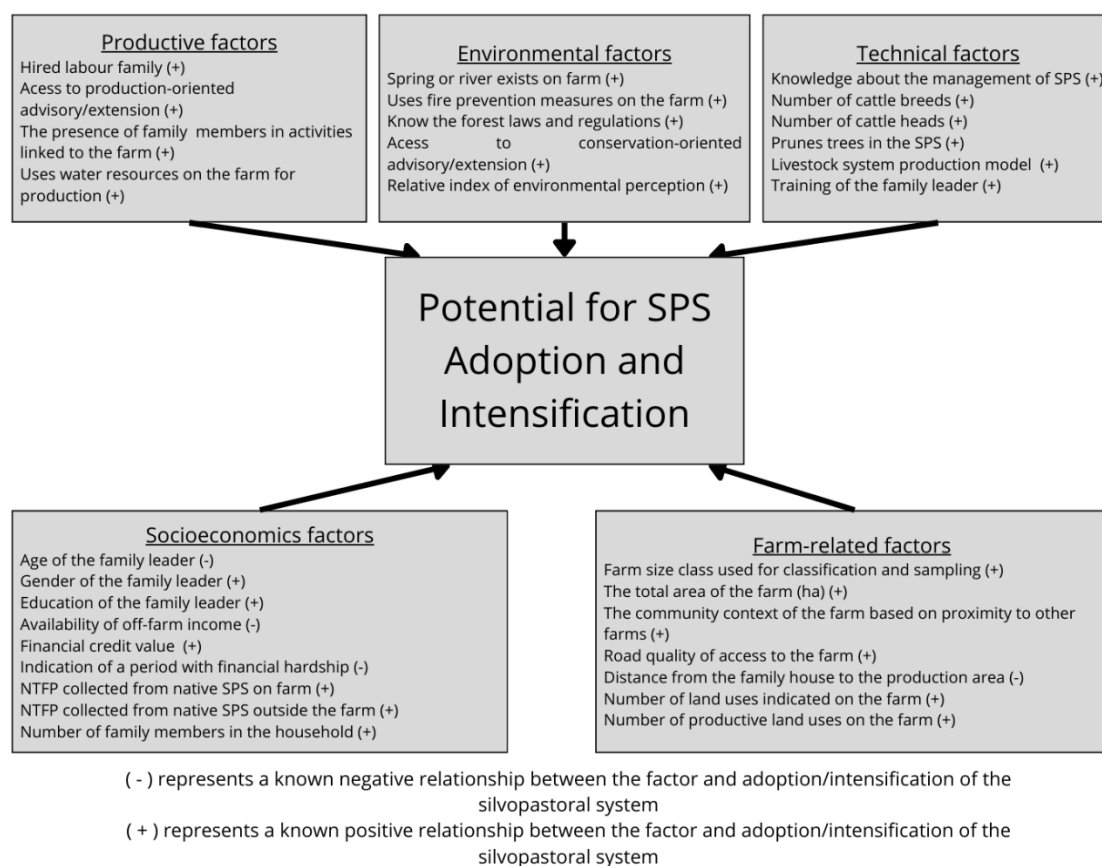 Productive factors
Hired labour family (+)
Acess to production-oriented
advisory/extension (+)
The presence of family members in activities
linked to the farm (+)
Uses water resources on the farm for
production (+)
Environmental factors
Spring or river exists on farm (+)
Uses fire prevention measures on the farm (+)
Know the forest laws and regulations (+)
Acess to conservation-oriented
advisory/extension (+)
Relative index of environmental perception (+)
Technical factors
Knowledge about the management of SPS (+)
Number of cattle breeds (+)
Number of cattle heads (+)
Prunes trees in the SPS (+)
Livestock system production model (+)
Training of the family leader (+)
Potential for SPS
Adoption and
Intensification
Socioeconomics factors
Age of the family leader (-)
Gender of the family leader (+)
Education of the family leader (+)
Availability of off-farm income (-)
Financial credit value (+)
Indication of a period with financial hardship (-)
NTFP collected from native SPS on farm (+)
NTFP collected from native SPS outside the farm (+)
Number of family members in the household (+)
Farm-related factors
Farm size class used for classification and sampling (+)
The total area of the farm (ha) (+)
The community context of the farm based on proximity to other
farms (+)
Road quality of access to the farm (+)
Distance from the family house to the production area (-)
Number of land uses indicated on the farm (+)
Number of productive land uses on the farm (+)
( - ) represents a known negative relationship between the factor and adoption/intensification of the
silvopastoral system
( + ) represents a known positive relationship between the factor and adoption/intensification of the
silvopastoral system